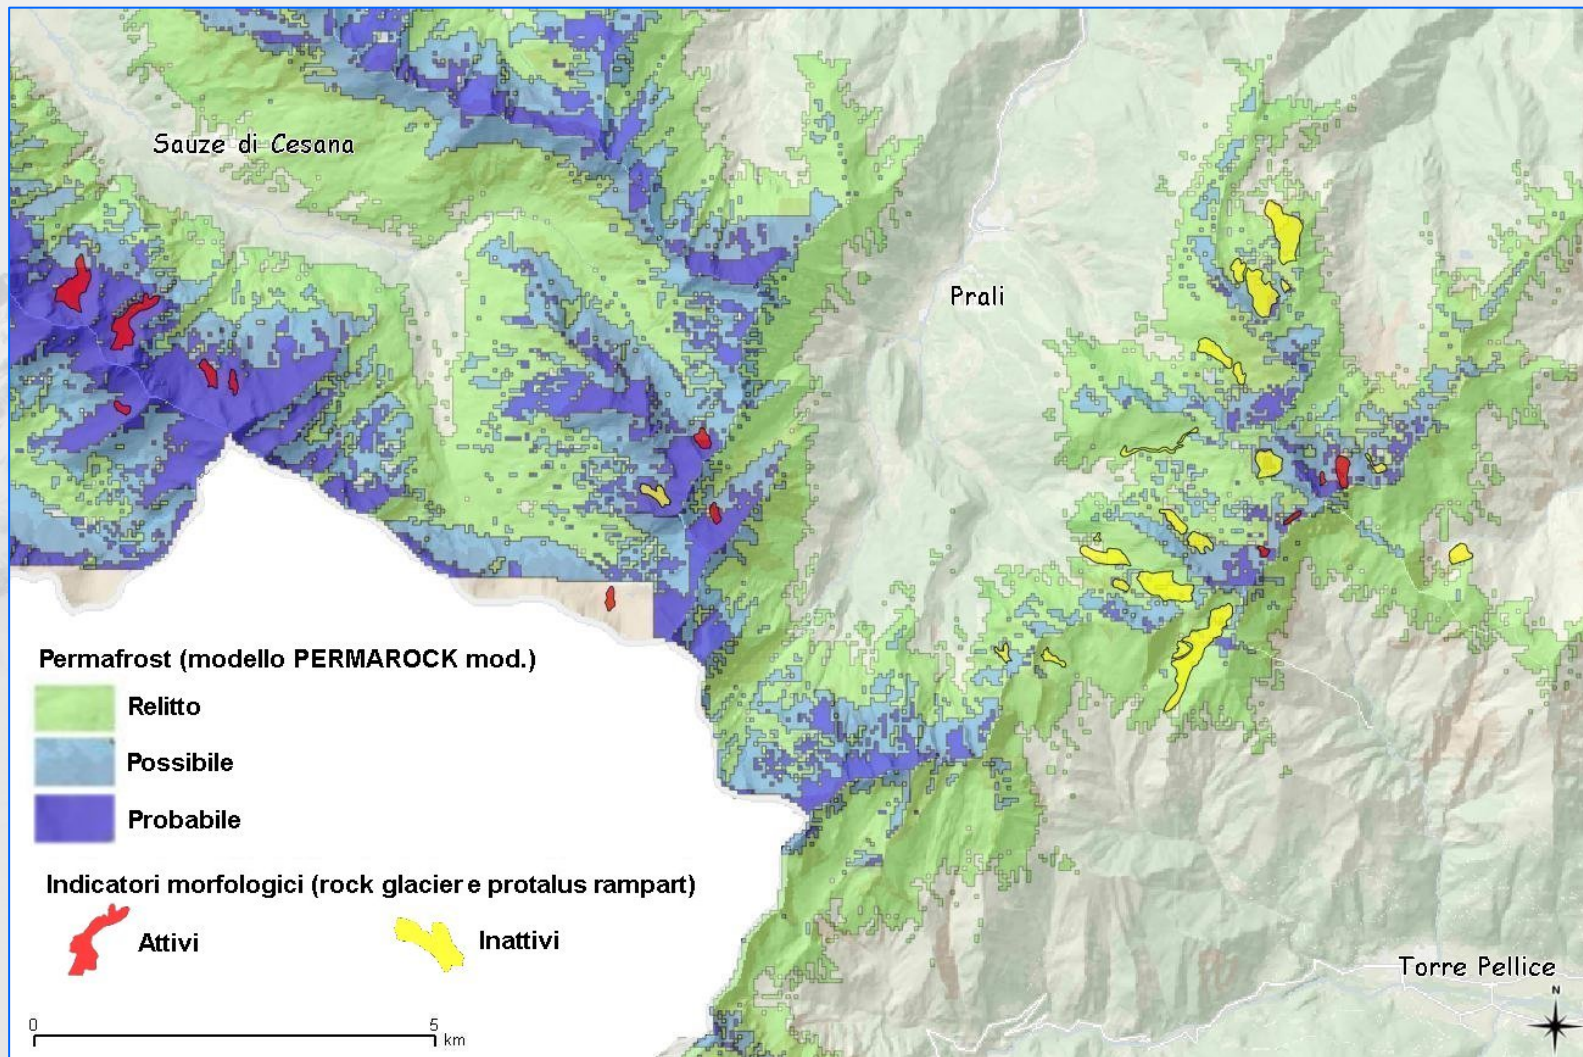 Sauze di Cesana
Prali
Permafrost (modello PERMAROCK mod.)
Relitto
Possibile
Probabile
Indicatori morfologici (rock glacier e protalus rampart)
Attivi
Inattivi
Torre Pellice
N
0
5
km